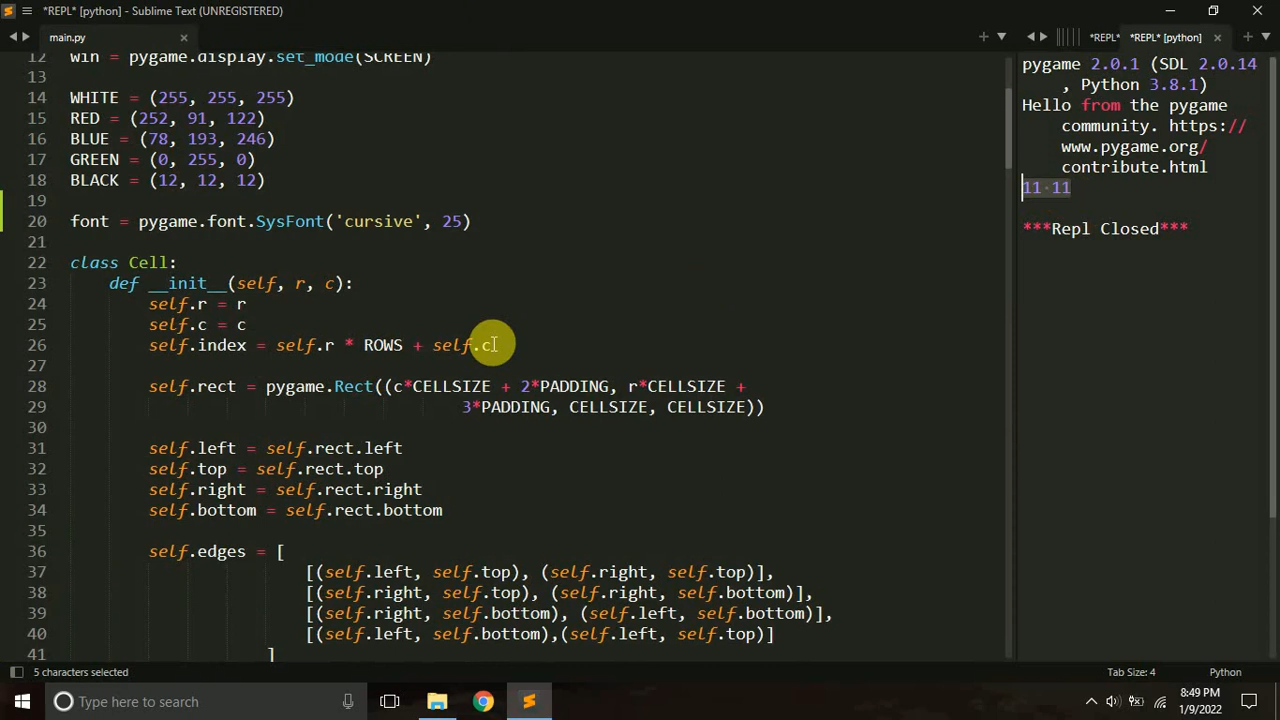 *REPL* [python] - Sublime Text (UNREGISTERED)
main.py
*REPL*
*REPL* [python]
12 win = pygame.display.set_mode(SCREEN)
13
14 WHITE = (255, 255, 255)
15 RED = (252, 91, 122)
16 BLUE = (78, 193, 246)
17 GREEN = (0, 255, 0)
18 BLACK = (12, 12, 12)
19
20 font = pygame.font.SysFont('cursive', 25)
21
22 class Cell:
23 def __init__(self, r, c):
24 self.r = r
25 self.c = c
26 self.index = self.r * ROWS + self.c
27
28 self.rect = pygame.Rect((c*CELLSIZE + 2*PADDING, r*CELLSIZE +
29 3*PADDING, CELLSIZE, CELLSIZE))
30
31 self.left = self.rect.left
32 self.top = self.rect.top
33 self.right = self.rect.right
34 self.bottom = self.rect.bottom
35
36 self.edges = [
37 [(self.left, self.top), (self.right, self.top)],
38 [(self.right, self.top), (self.right, self.bottom)],
39 [(self.right, self.bottom), (self.left, self.bottom)],
40 [(self.left, self.bottom),(self.left, self.top)]
41 ]
pygame 2.0.1 (SDL 2.0.14
, Python 3.8.1)
Hello from the pygame
community. https://
www.pygame.org/
contribute.html
11 11
***Repl Closed***
5 characters selected
Tab Size: 4
Python
Type here to search
8:49 PM
1/9/2022